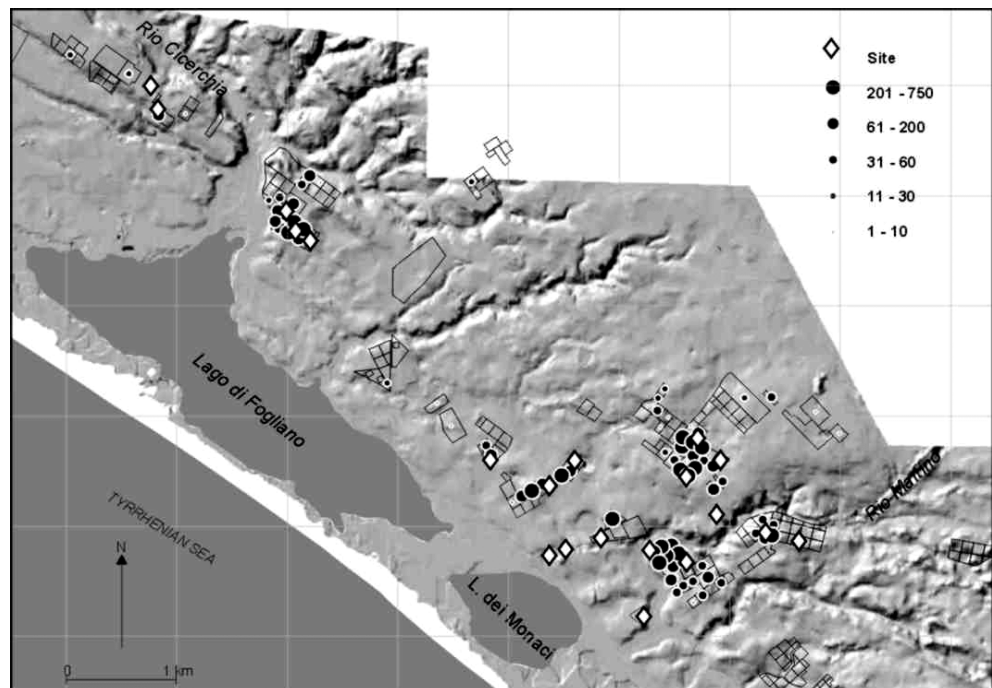 Rio Cicerchia
Site
201 - 750
61 - 200
31 - 60
11 - 30
1 - 10
Lago di Fogliano
Rio Martino
TYRRHENIAN SEA
N
L. dei Monaci
0 1 km